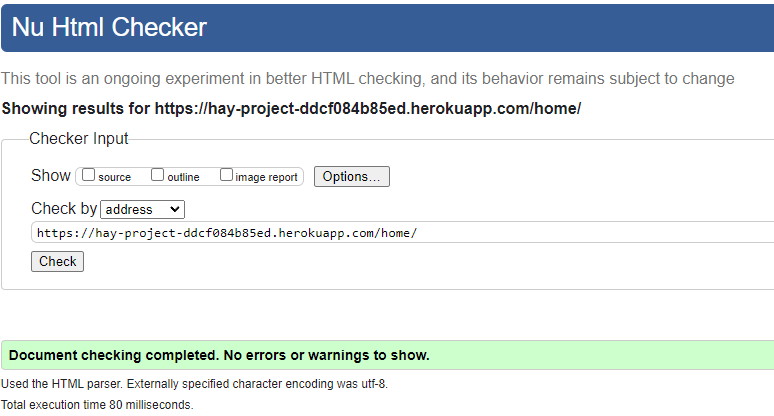 Nu Html Checker
This tool is an ongoing experiment in better HTML checking, and its behavior remains subject to change
Showing results for https://hay-project-ddcf084b85ed.herokuapp.com/home/
Checker Input
Show source outline image report Options...
Check by address
https://hay-project-ddcf084b85ed.herokuapp.com/home/
Check
Document checking completed. No errors or warnings to show.
Used the HTML parser. Externally specified character encoding was utf-8.
Total execution time 80 milliseconds.